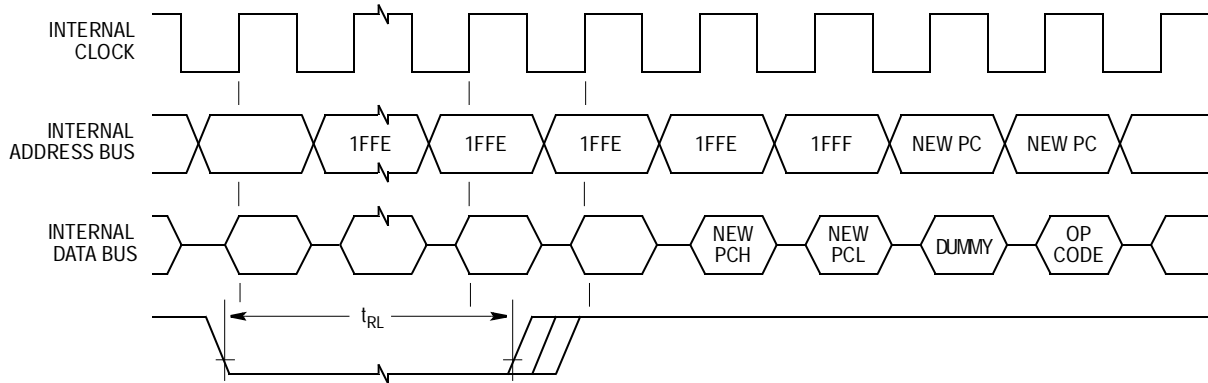 INTERNAL
CLOCK
INTERNAL
ADDRESS BUS
1FFE
1FFE
1FFE
1FFE
1FFF
NEW PC
NEW PC
INTERNAL
DATA BUS
NEW
PCH
NEW
PCL
DUMMY
OP
CODE
tRL